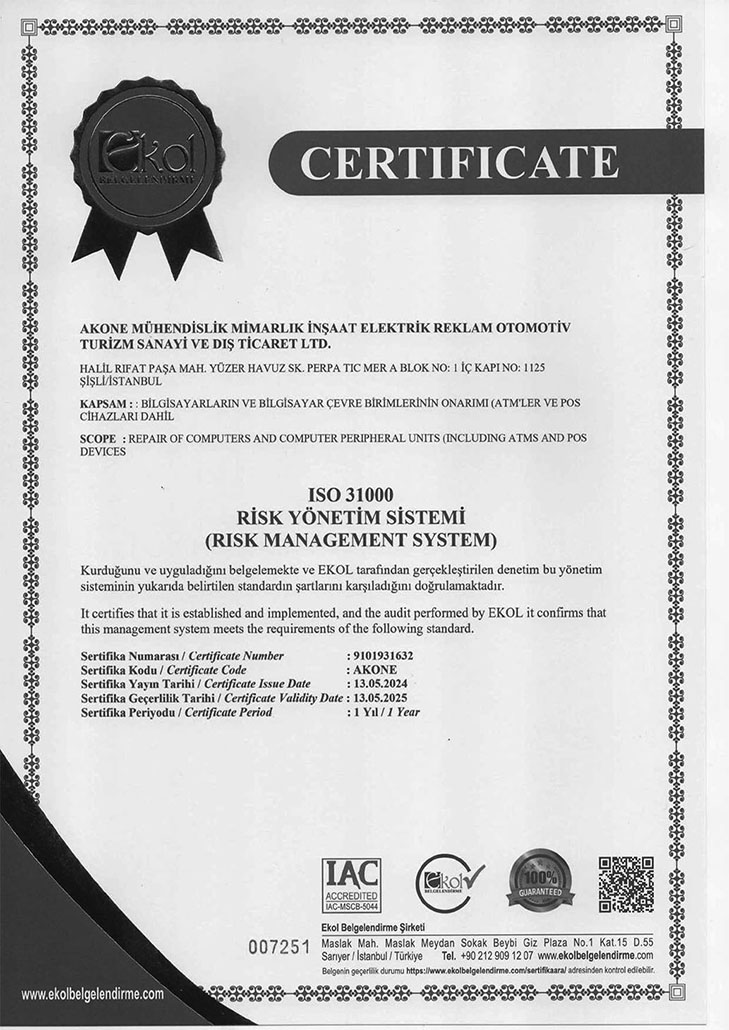 Ekol
BELGELENDİRME
CERTIFICATE
AKONE MÜHENDİSLİK MİMARLIK İNŞAAT ELEKTRİK REKLAM OTOMOTİV
TURİZM SANAYİ VE DIŞ TİCARET LTD.
HALİL RIFAT PAŞA MAH. YÜZER HAVUZ SK. PERPA TIC MER A BLOK NO: 1 İÇ KAPI NO: 1125
ŞİŞLİ/İSTANBUL
KAPSAM : : BİLGİSAYARLARIN VE BİLGİSAYAR ÇEVRE BİRİMLERİNİN ONARIMI (ATM'LER VE POS
CİHAZLARI DAHİL
SCOPE : REPAIR OF COMPUTERS AND COMPUTER PERIPHERAL UNITS (INCLUDING ATMS AND POS
DEVICES
ISO 31000
RİSK YÖNETİM SİSTEMİ
(RISK MANAGEMENT SYSTEM)
Kurduğunu ve uyguladığını belgelemekte ve EKOL tarafından gerçekleştirilen denetim bu yönetim
sisteminin yukarıda belirtilen standardın şartlarını karşıladığını doğrulamaktadır.
It certifies that it is established and implemented, and the audit performed by EKOL it confirms that
this management system meets the requirements of the following standard.
Sertifika Numarası / Certificate Number : 9101931632
Sertifika Kodu / Certificate Code : AKONE
Sertifika Yayın Tarihi / Certificate Issue Date : 13.05.2024
Sertifika Geçerlilik Tarihi / Certificate Validity Date : 13.05.2025
Sertifika Periyodu / Certificate Period : 1 Yıl / 1 Year
IAC
ACCREDITED
IAC-MSCB-5044
Ekol
BELGELENDİRME
100%
GUARANTEED
Ekol Belgelendirme Şirketi
007251
Maslak Mah. Maslak Meydan Sokak Beybi Giz Plaza No.1 Kat.15 D.55
Sarıyer / İstanbul / Türkiye Tel. +90 212 909 12 07 www.ekolbelgelendirme.com
Belgenin geçerlilik durumu https://www.ekolbelgelendirme.com/sertifikaara/ adresinden kontrol edilebilir.
www.ekolbelgelendirme.com